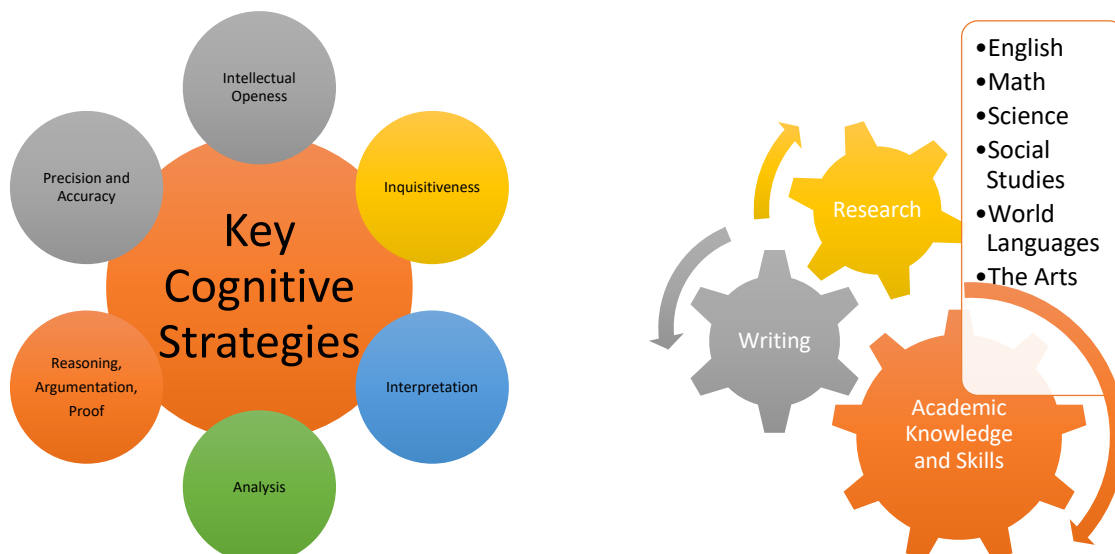 Intellectual
Openess
Inquisitiveness
Interpretation
Analysis
Reasoning,
Argumentation,
Proof
Precision and
Accuracy
Key
Cognitive
Strategies
•English
•Math
•Science
•Social
Studies
•World
Languages
•The Arts
Research
Writing
Academic
Knowledge
and Skills